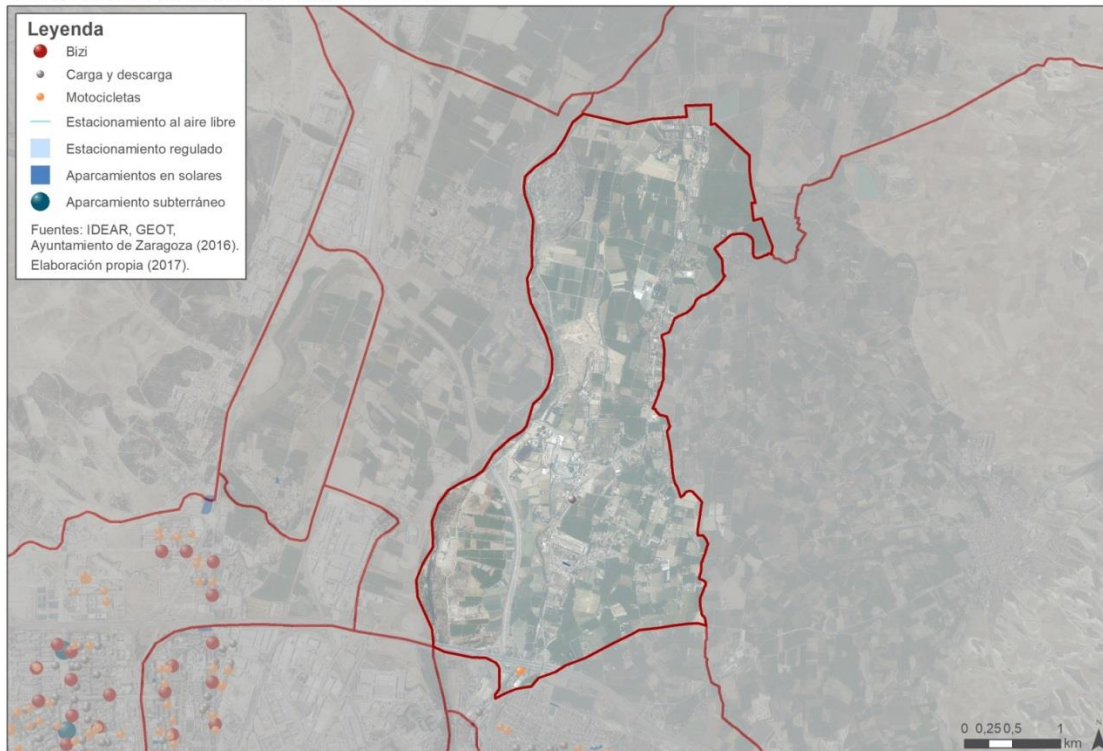 Leyenda
Bizi
Carga y descarga
Motocicletas
Estacionamiento al aire libre
Estacionamiento regulado
Aparcamientos en solares
Aparcamiento subterráneo
Fuentes: IDEAR, GEOT,
Ayuntamiento de Zaragoza (2016).
Elaboración propia (2017).
0 0,25 0,5 1
km
N